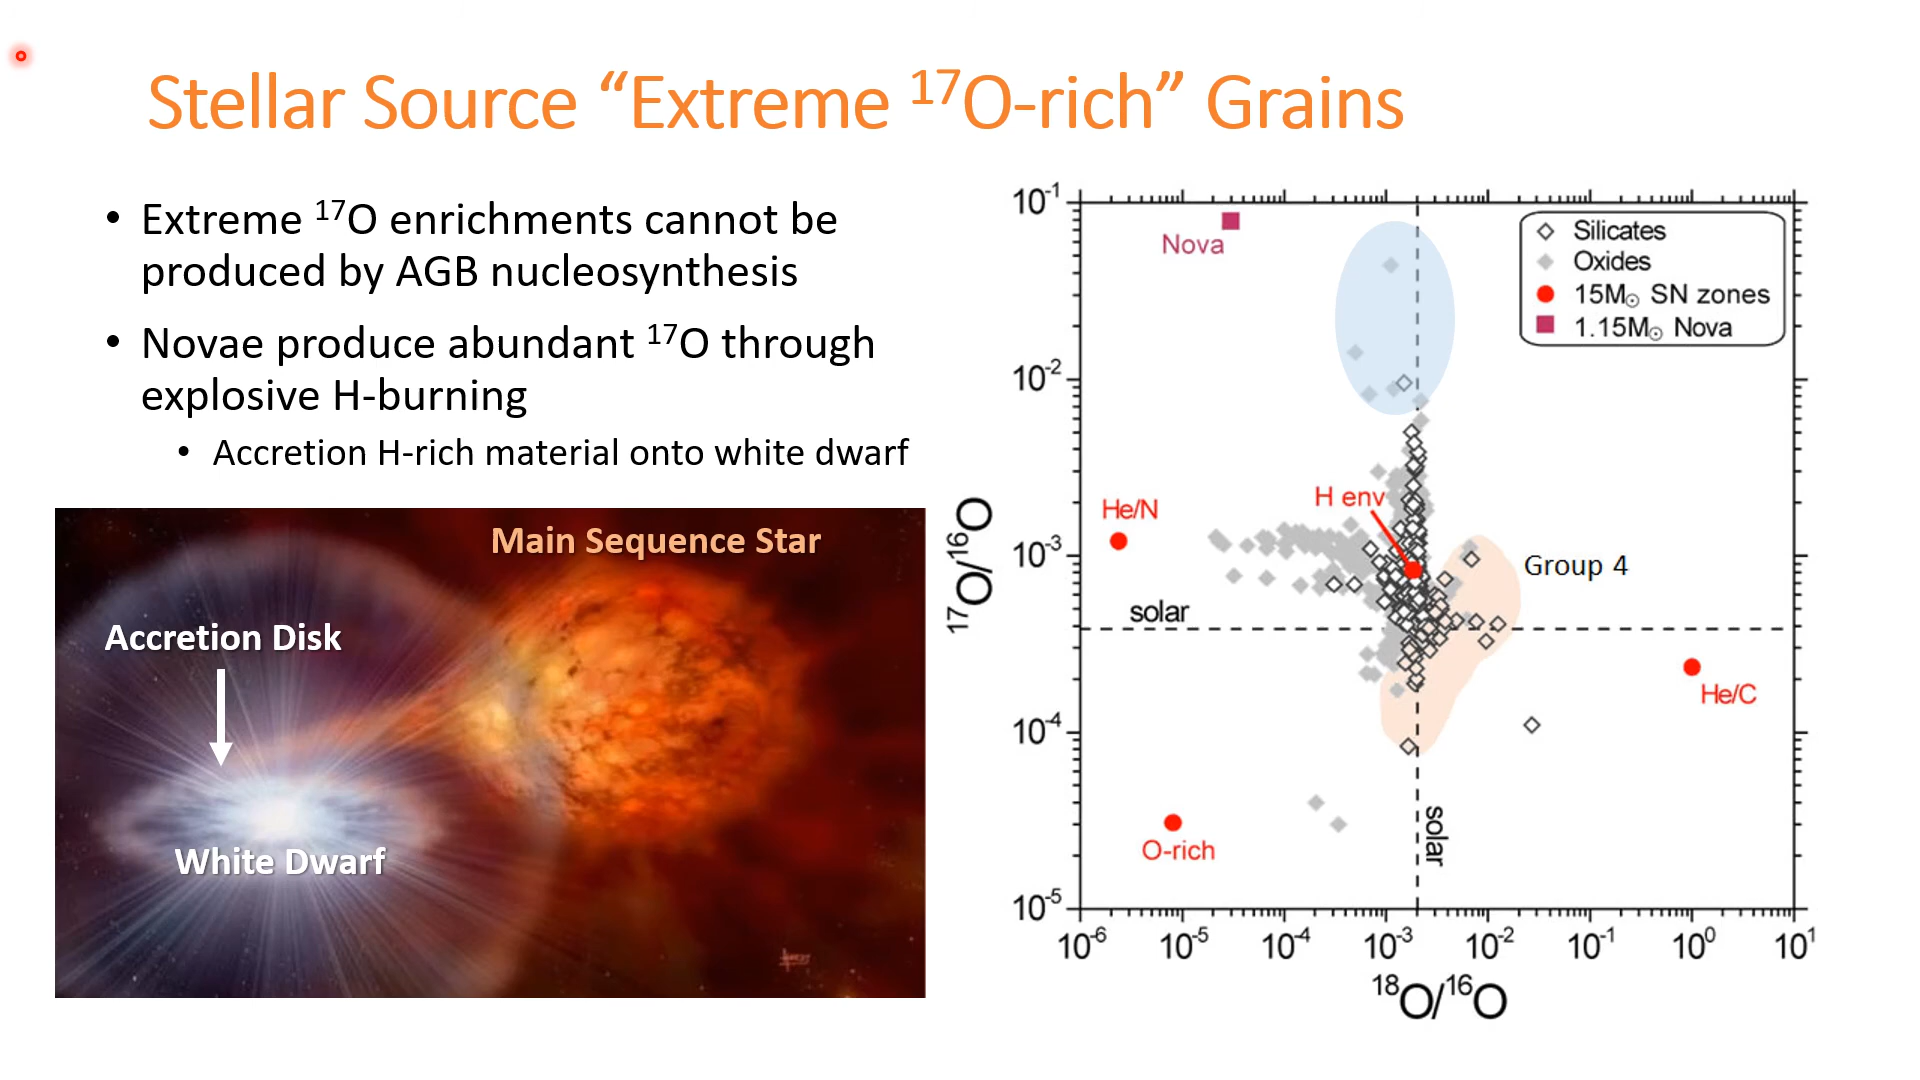 Stellar Source “Extreme ¹⁷O-rich” Grains
• Extreme ¹⁷O enrichments cannot be
produced by AGB nucleosynthesis
• Novae produce abundant ¹⁷O through
explosive H-burning
• Accretion H-rich material onto white dwarf
Main Sequence Star
Accretion Disk
White Dwarf
10⁻¹
10⁻²
10⁻³
10⁻⁴
10⁻⁵
¹⁷O/¹⁶O
Nova
Silicates
Oxides
15M☉ SN zones
1.15M☉ Nova
H env
He/N
Group 4
solar
He/C
O-rich
solar
10⁻⁶ 10⁻⁵ 10⁻⁴ 10⁻³ 10⁻² 10⁻¹ 10⁰ 10¹
¹⁸O/¹⁶O